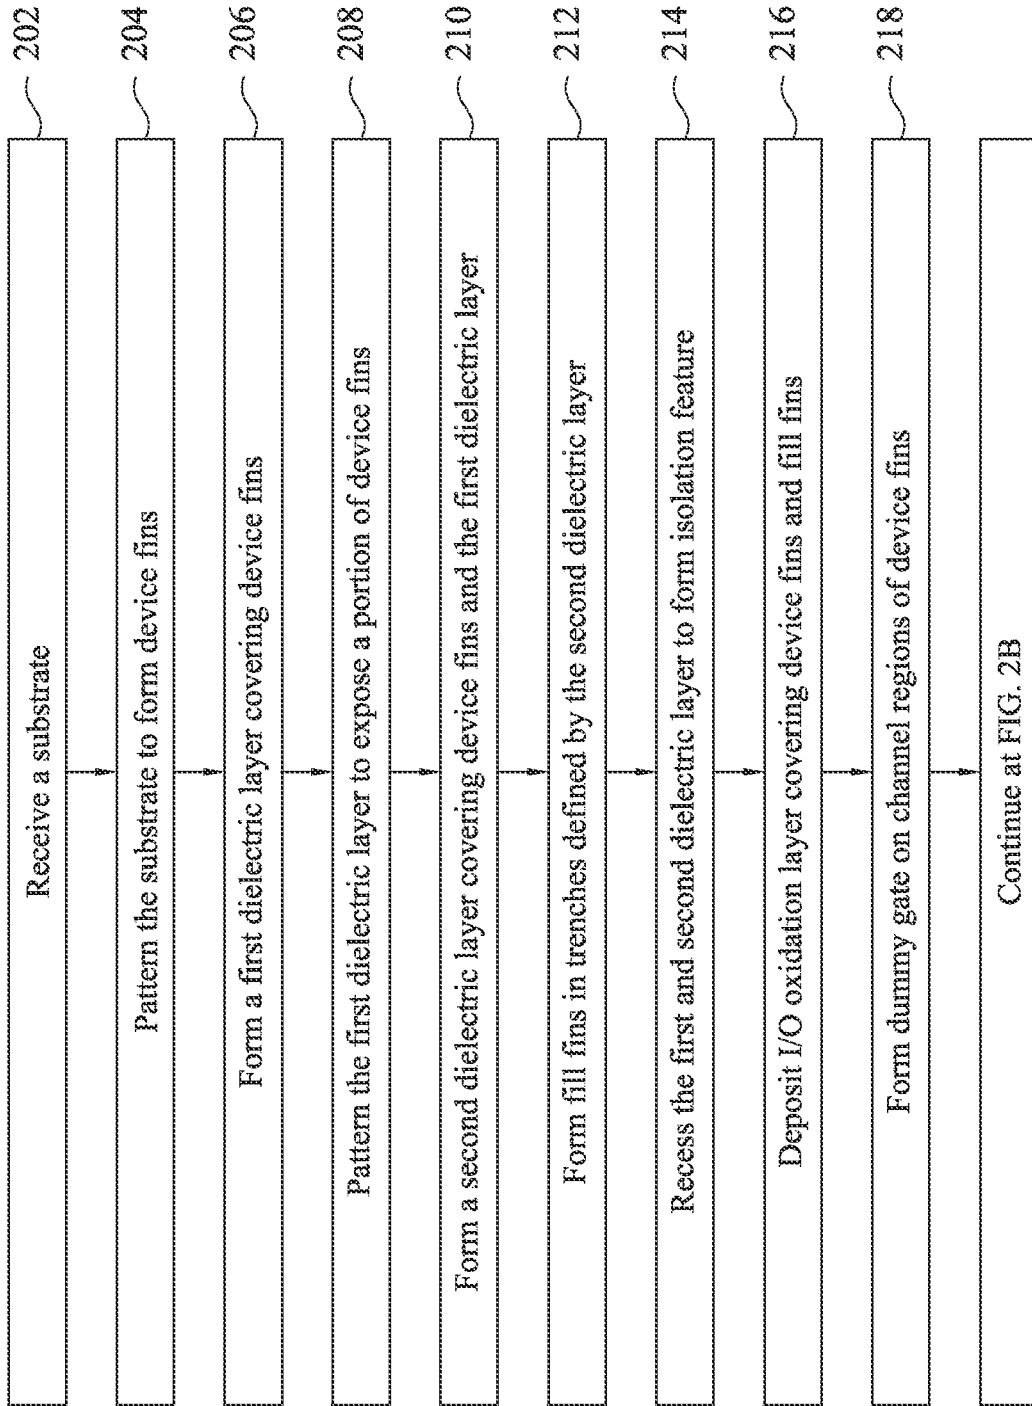 Receive a substrate
202
Pattern the substrate to form device fins
204
Form a first dielectric layer covering device fins
206
Pattern the first dielectric layer to expose a portion of device fins
208
Form a second dielectric layer covering device fins and the first dielectric layer
210
Form fill fins in trenches defined by the second dielectric layer
212
Recess the first and second dielectric layer to form isolation feature
214
Deposit I/O oxidation layer covering device fins and fill fins
216
Form dummy gate on channel regions of device fins
218
Continue at FIG. 2B